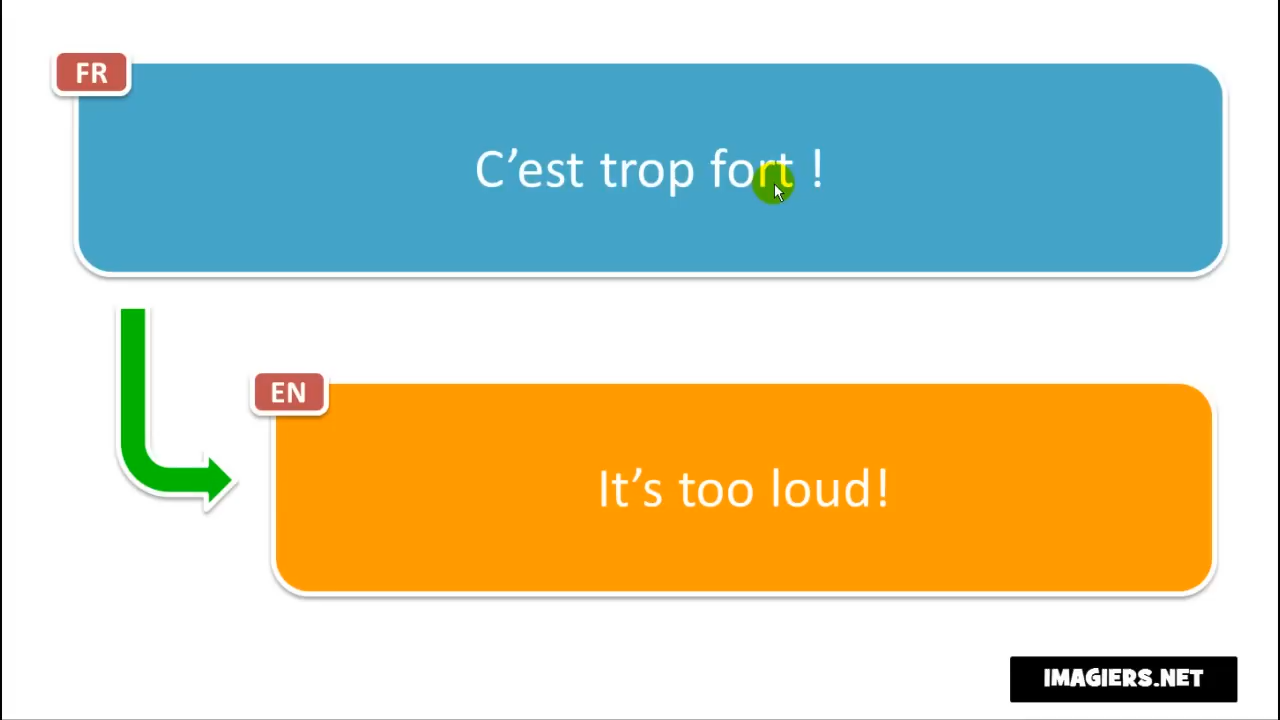 FR
C’est trop fort !
EN
It’s too loud!
IMAGIERS.NET